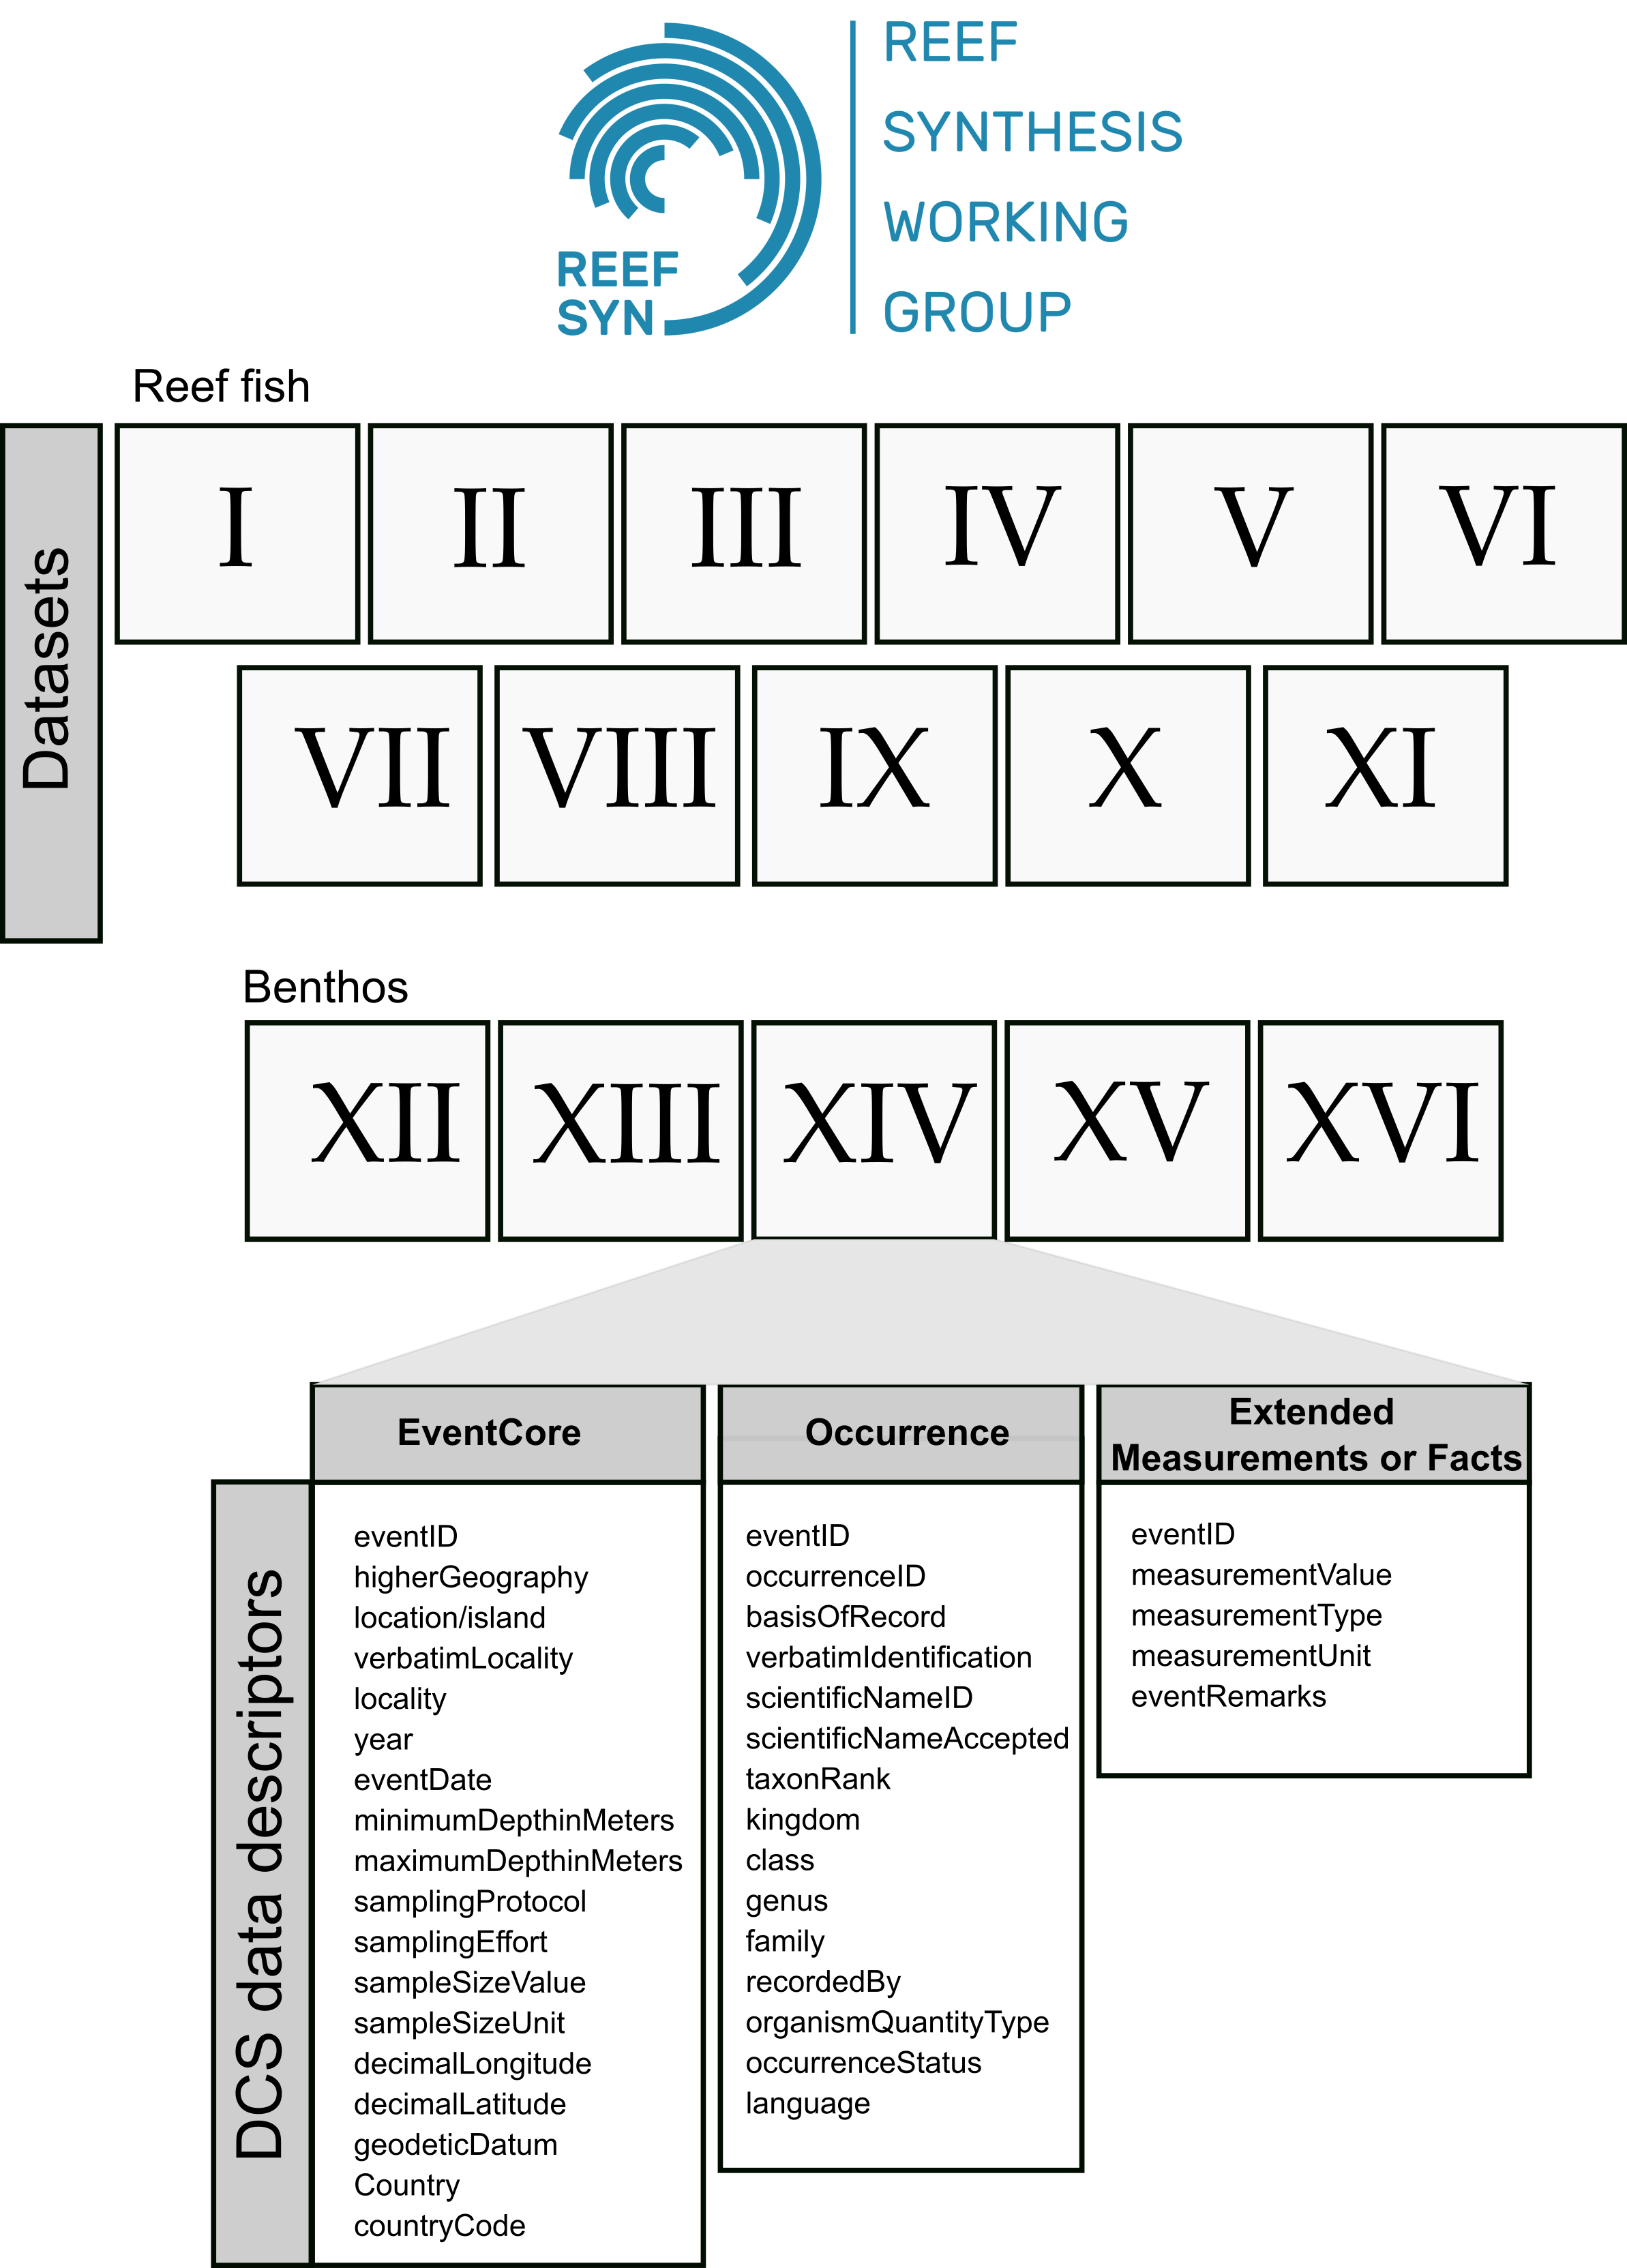 REEF
SYNTHESIS
WORKING
GROUP
REEF
SYN
Reef fish
Datasets
I
II
III
IV
V
VI
VII
VIII
IX
X
XI
Benthos
XII
XIII
XIV
XV
XVI
DCS data descriptors
EventCore
eventID
higherGeography
location/island
verbatimLocality
locality
year
eventDate
minimumDepthinMeters
maximumDepthinMeters
samplingProtocol
samplingEffort
sampleSizeValue
sampleSizeUnit
decimalLongitude
decimalLatitude
geodeticDatum
Country
countryCode
Occurrence
eventID
occurrenceID
basisOfRecord
verbatimIdentification
scientificNameID
scientificNameAccepted
taxonRank
kingdom
class
genus
family
recordedBy
organismQuantityType
occurrenceStatus
language
Extended
Measurements or Facts
eventID
measurementValue
measurementType
measurementUnit
eventRemarks